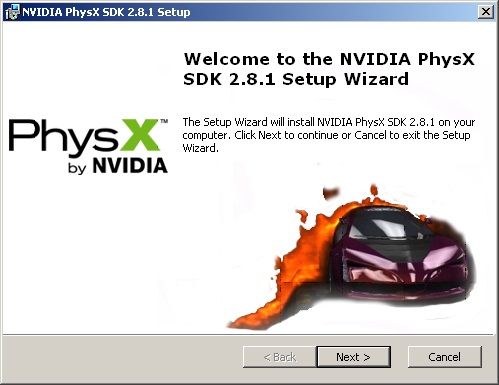 NVIDIA PhysX SDK 2.8.1 Setup
Welcome to the NVIDIA PhysX
SDK 2.8.1 Setup Wizard
PhysX™
by NVIDIA
The Setup Wizard will install NVIDIA PhysX SDK 2.8.1 on your
computer. Click Next to continue or Cancel to exit the Setup
Wizard.
< Back
Next >
Cancel